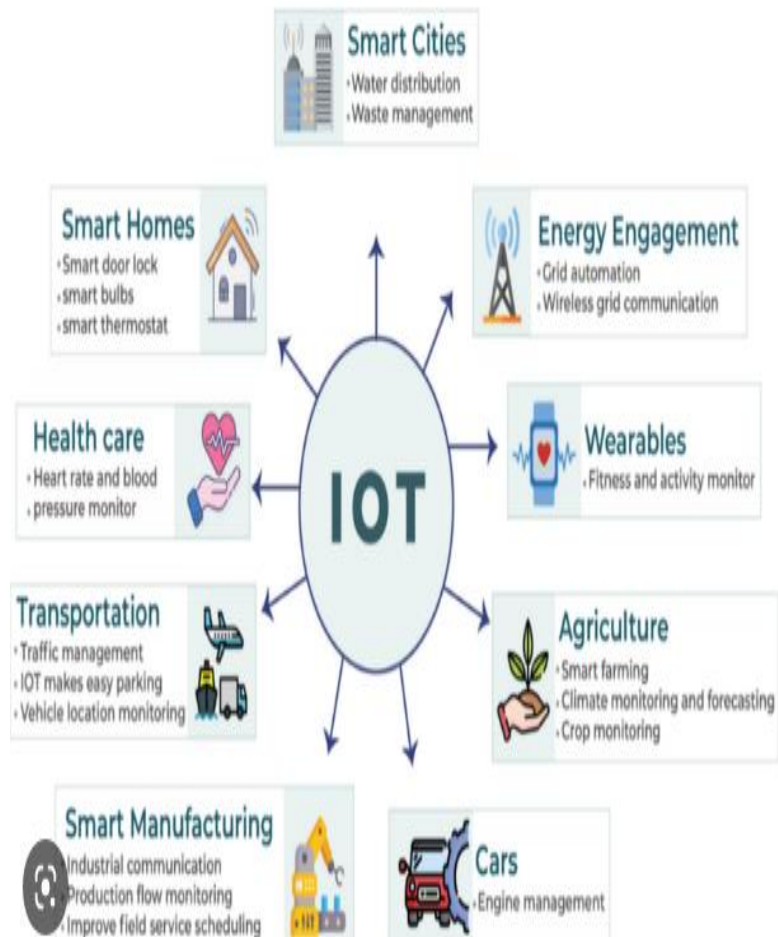 Smart Cities
Water distribution
Waste management
Smart Homes
Smart door lock
smart bulbs
smart thermostat
Energy Engagement
Grid automation
Wireless grid communication
Health care
Heart rate and blood
pressure monitor
IOT
Wearables
Fitness and activity monitor
Transportation
Traffic management
IOT makes easy parking
Vehicle location monitoring
Agriculture
Smart farming
Climate monitoring and forecasting
Crop monitoring
Smart Manufacturing
Industrial communication
Production flow monitoring
Improve field service scheduling
Cars
Engine management